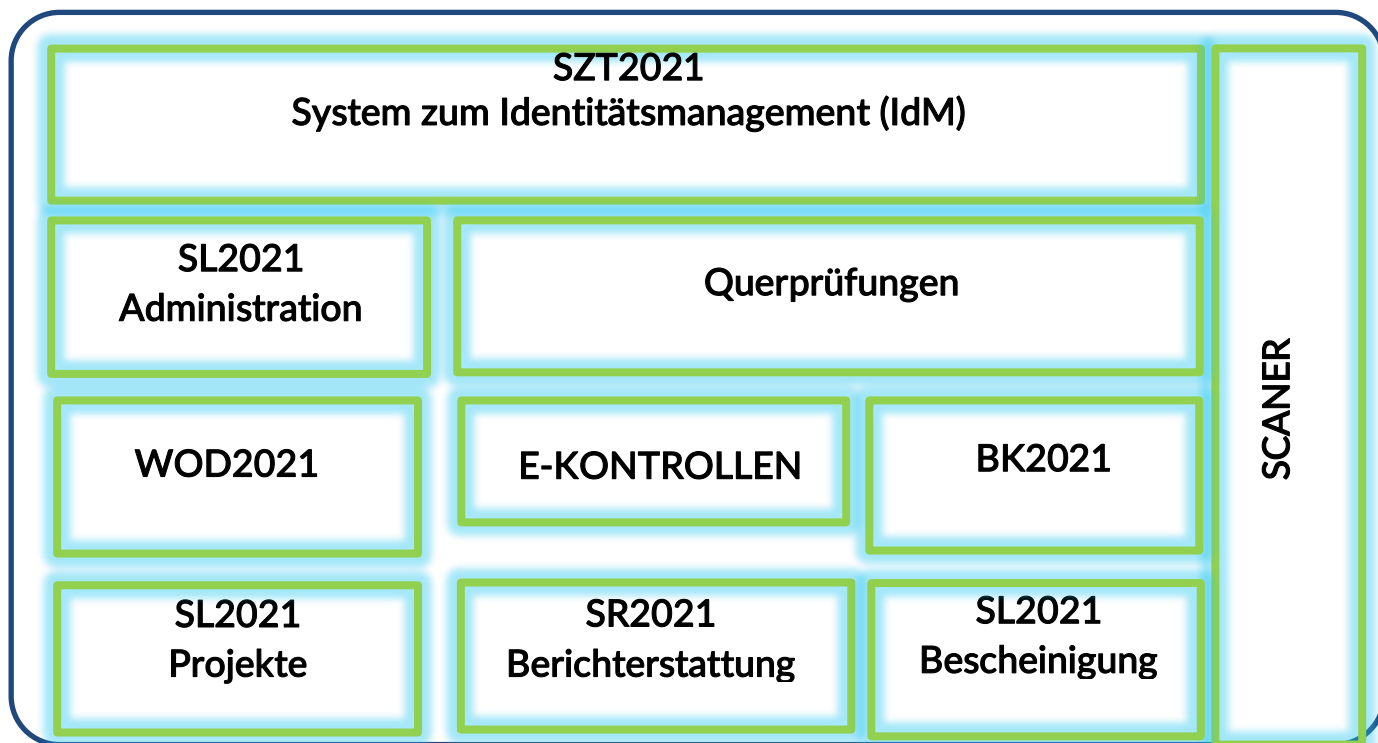 SZT2021
System zum Identitätsmanagement (IdM)
SL2021
Administration
Querprüfungen
WOD2021
E-KONTROLLEN
BK2021
SL2021
Projekte
SR2021
Berichterstattung
SL2021
Bescheinigung
SCANER